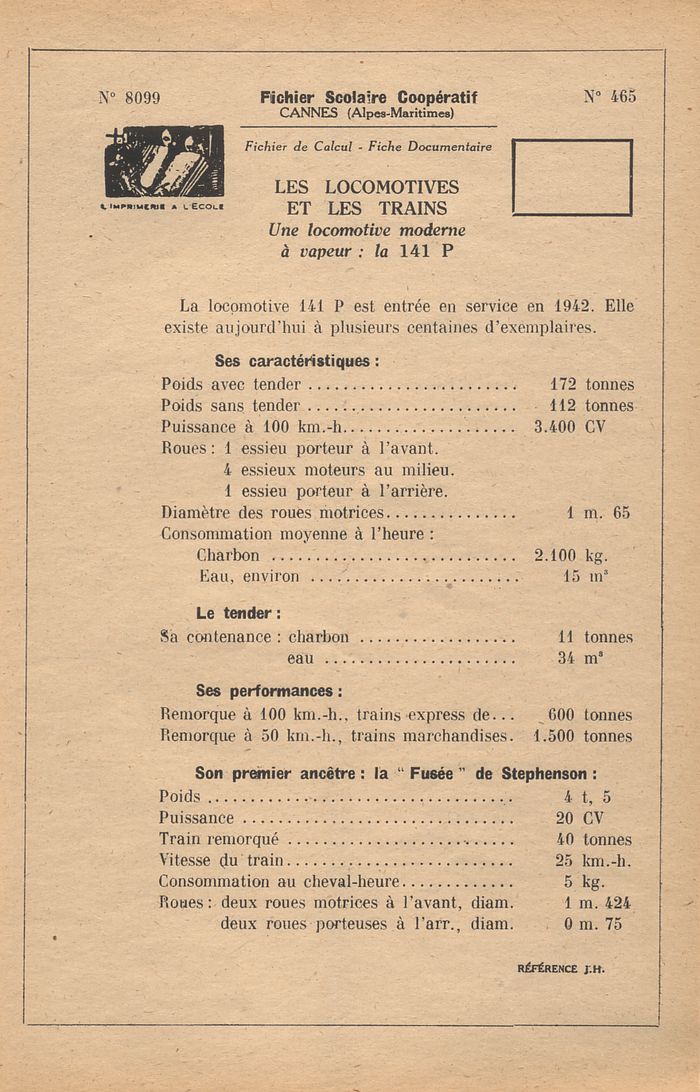 N° 8099
Fichier Scolaire Coopératif
CANNES (Alpes-Maritimes)
N° 465
L'IMPRIMERIE A L'ÉCOLE
Fichier de Calcul - Fiche Documentaire
LES LOCOMOTIVES
ET LES TRAINS
Une locomotive moderne
à vapeur : la 141 P
La locomotive 141 P est entrée en service en 1942. Elle
existe aujourd'hui à plusieurs centaines d'exemplaires.
Ses caractéristiques :
Poids avec tender ........................ 172 tonnes
Poids sans tender ........................ 112 tonnes
Puissance à 100 km.-h.................... 3.400 CV
Roues : 1 essieu porteur à l'avant.
4 essieux moteurs au milieu.
1 essieu porteur à l'arrière.
Diamètre des roues motrices............... 1 m. 65
Consommation moyenne à l'heure :
Charbon ............................ 2.100 kg.
Eau, environ ........................ 15 m³
Le tender :
Sa contenance : charbon .................. 11 tonnes
eau ...................... 34 m³
Ses performances :
Remorque à 100 km.-h., trains express de... 600 tonnes
Remorque à 50 km.-h., trains marchandises. 1.500 tonnes
Son premier ancêtre : la " Fusée " de Stephenson :
Poids ................................... 4 t, 5
Puissance ............................... 20 CV
Train remorqué .......................... 40 tonnes
Vitesse du train.......................... 25 km.-h.
Consommation au cheval-heure............. 5 kg.
Roues : deux roues motrices à l'avant, diam. 1 m. 424
deux roues porteuses à l'arr., diam. 0 m. 75
RÉFÉRENCE J.H.